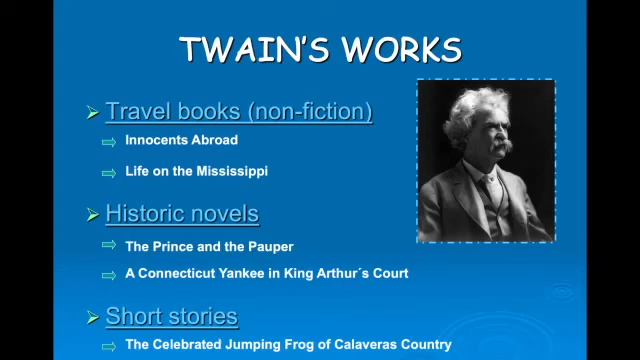 TWAIN'S WORKS
Travel books (non-fiction)
Innocents Abroad
Life on the Mississippi
Historic novels
The Prince and the Pauper
A Connecticut Yankee in King Arthur´s Court
Short stories
The Celebrated Jumping Frog of Calaveras Country